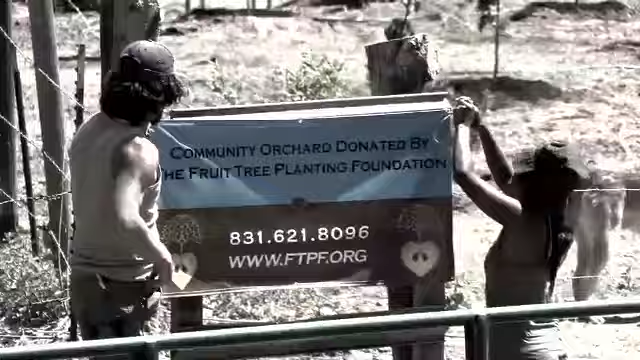 COMMUNITY ORCHARD DONATED BY
THE FRUIT TREE PLANTING FOUNDATION
831.621.8096
WWW.FTPF.ORG